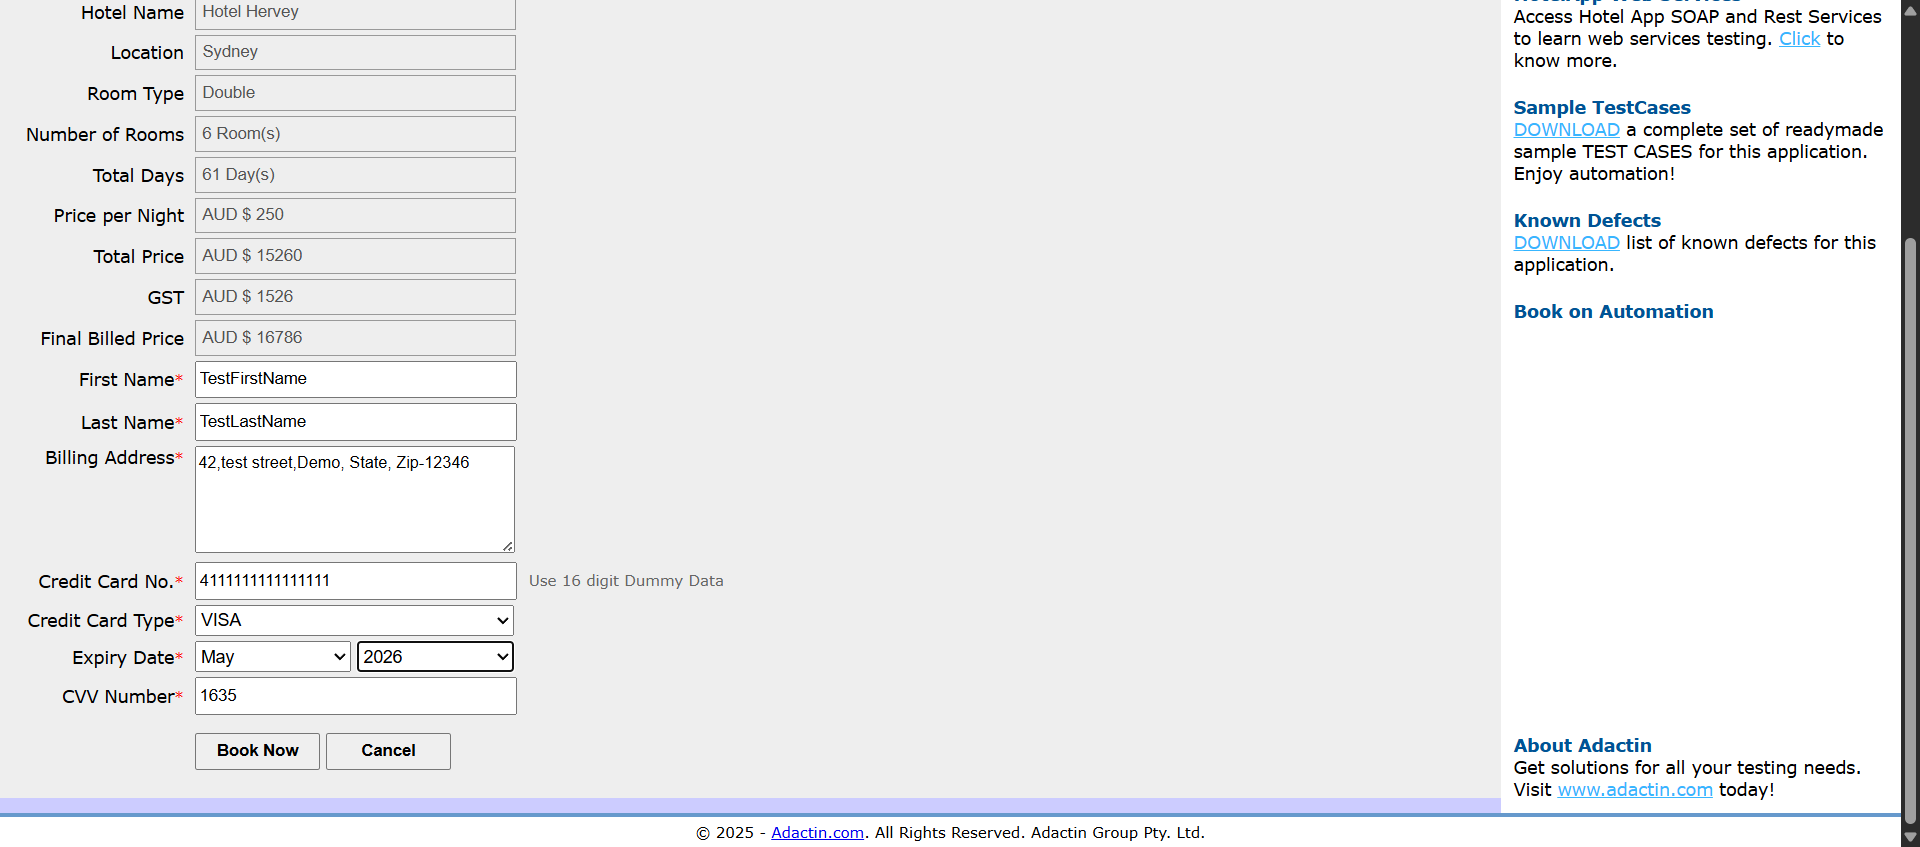 Hotel Name Hotel Hervey
Location Sydney
Room Type Double
Number of Rooms 6 Room(s)
Total Days 61 Day(s)
Price per Night AUD $ 250
Total Price AUD $ 15260
GST AUD $ 1526
Final Billed Price AUD $ 16786
First Name* TestFirstName
Last Name* TestLastName
Billing Address* 42,test street,Demo, State, Zip-12346
Credit Card No.* 4111111111111111 Use 16 digit Dummy Data
Credit Card Type* VISA
Expiry Date* May 2026
CVV Number* 1635
Book Now Cancel
Access Hotel App SOAP and Rest Services
to learn web services testing. Click to
know more.
Sample TestCases
DOWNLOAD a complete set of readymade
sample TEST CASES for this application.
Enjoy automation!
Known Defects
DOWNLOAD list of known defects for this
application.
Book on Automation
About Adactin
Get solutions for all your testing needs.
Visit www.adactin.com today!
© 2025 - Adactin.com. All Rights Reserved. Adactin Group Pty. Ltd.